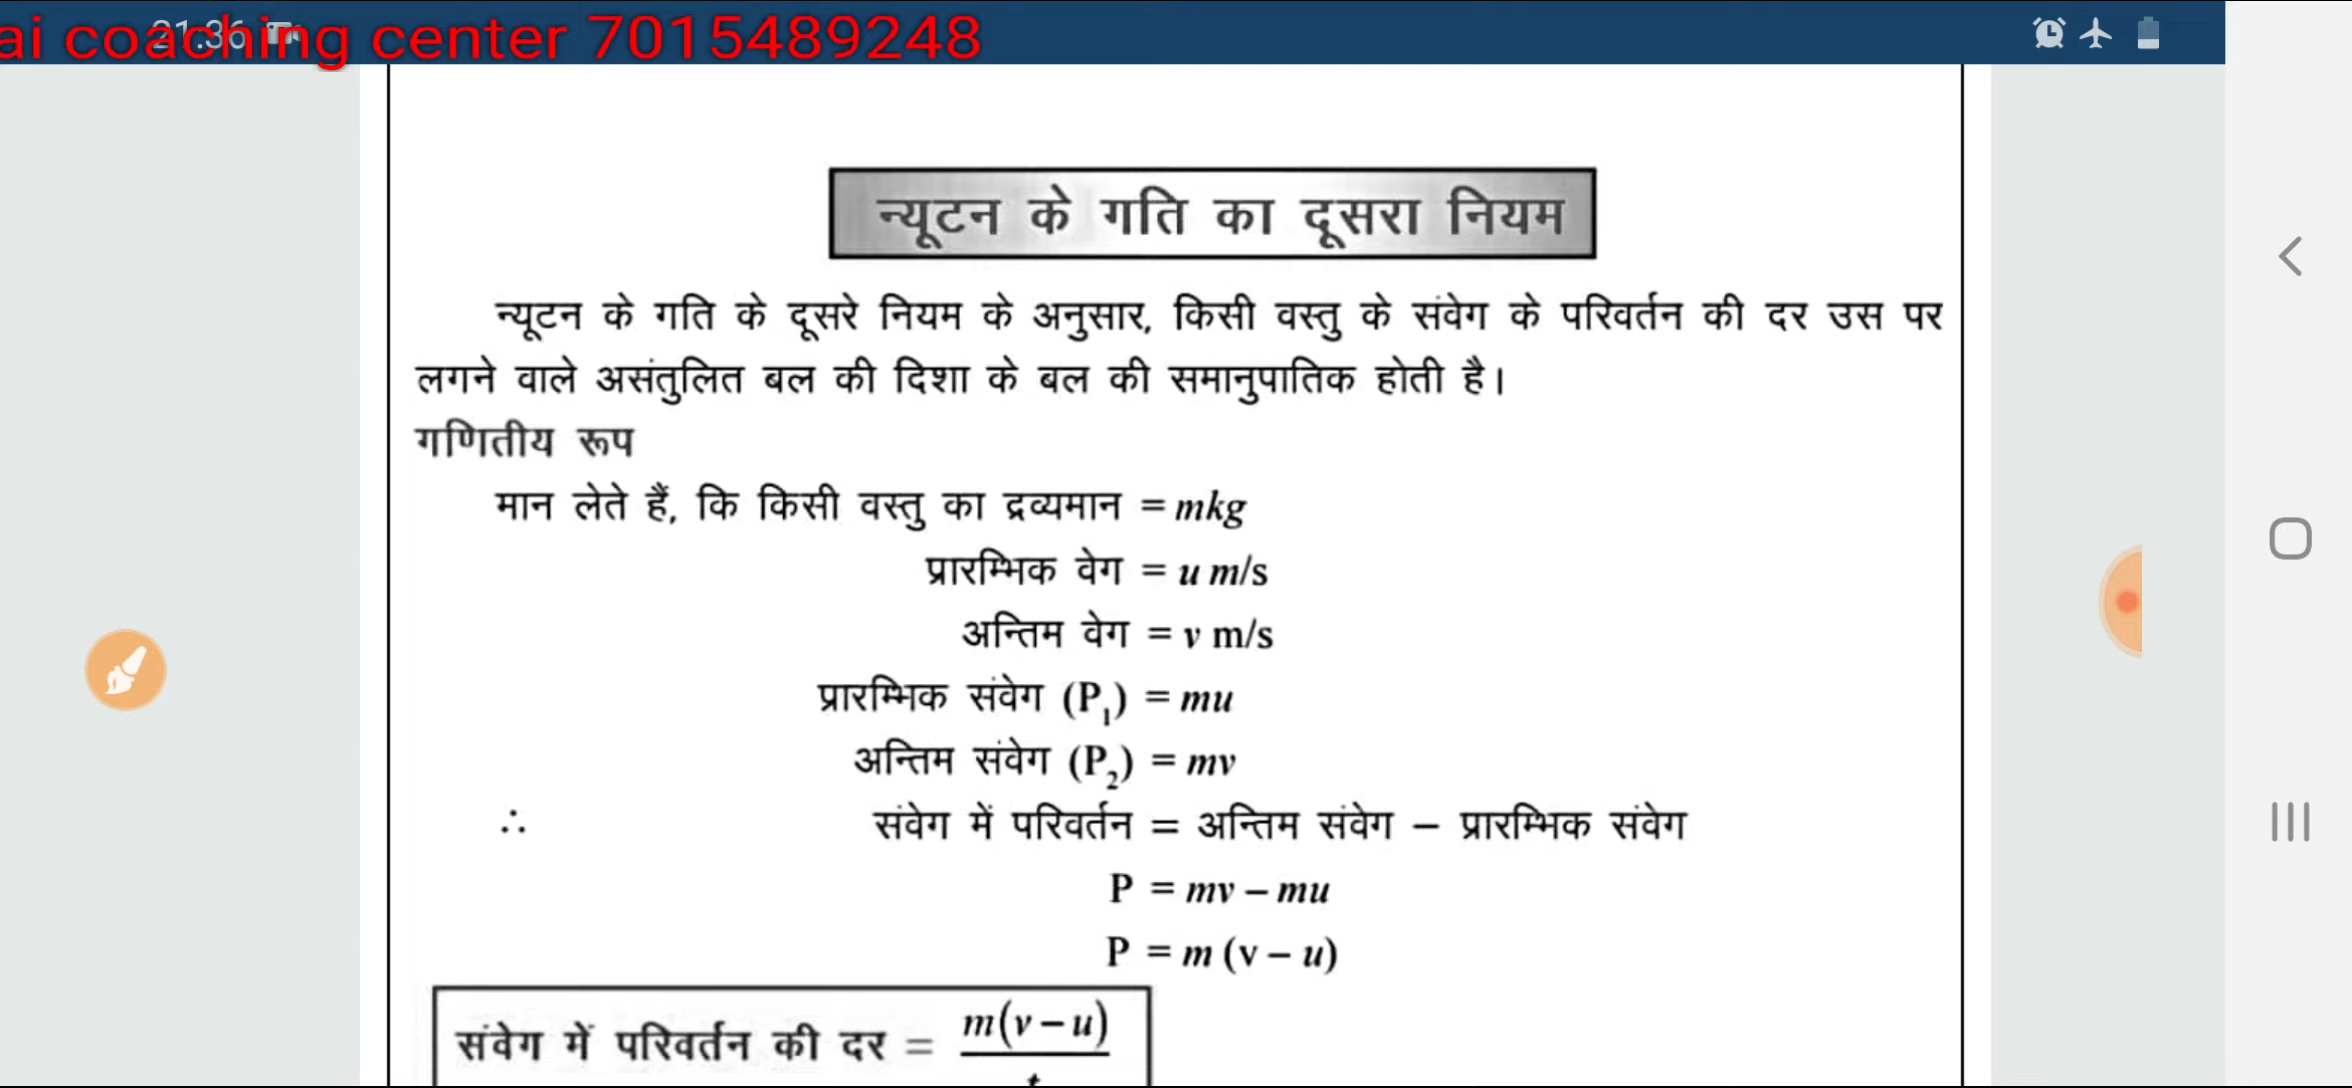 ai coaching center 7015489248
21:36
न्यूटन के गति का दूसरा नियम
न्यूटन के गति के दूसरे नियम के अनुसार, किसी वस्तु के संवेग के परिवर्तन की दर उस पर
लगने वाले असंतुलित बल की दिशा के बल की समानुपातिक होती है।
गणितीय रूप
मान लेते हैं, कि किसी वस्तु का द्रव्यमान = mkg
प्रारम्भिक वेग = u m/s
अन्तिम वेग = v m/s
प्रारम्भिक संवेग (P₁) = mu
अन्तिम संवेग (P₂) = mv
∴ संवेग में परिवर्तन = अन्तिम संवेग – प्रारम्भिक संवेग
P = mv – mu
P = m (v – u)
संवेग में परिवर्तन की दर = m(v – u)